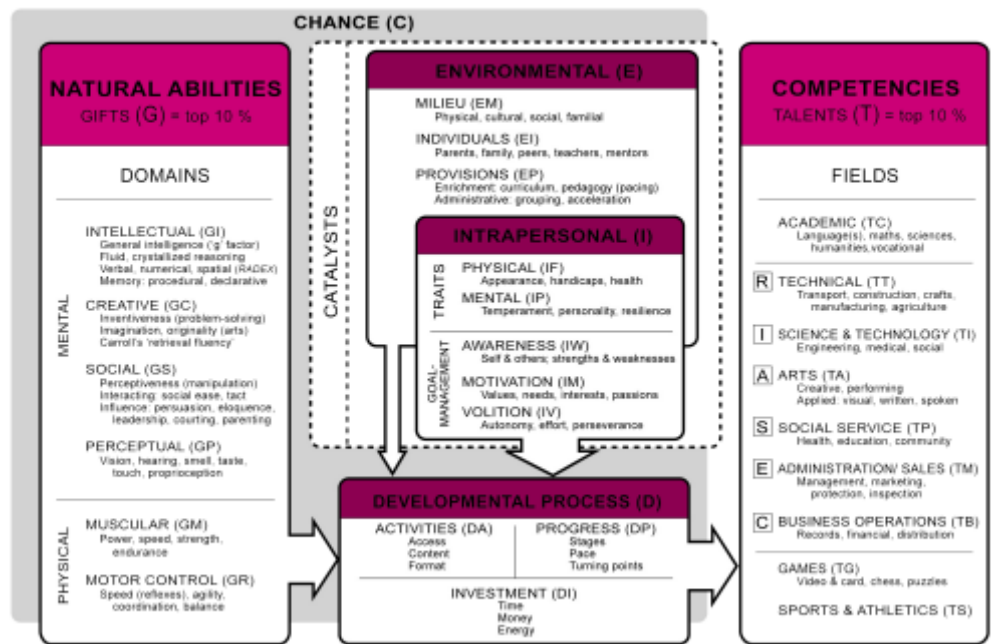 CHANCE (C)
NATURAL ABILITIES
GIFTS (G) = top 10 %
DOMAINS
MENTAL
INTELLECTUAL (GI)
General intelligence ('g' factor)
Fluid, crystallized reasoning
Verbal, numerical, spatial (RADEX)
Memory: procedural, declarative
CREATIVE (GC)
Inventiveness (problem-solving)
Imagination, originality (arts)
Carroll's 'retrieval fluency'
SOCIAL (GS)
Perceptiveness (manipulation)
Interacting: social ease, tact
Influence: persuasion, eloquence,
leadership, courting, parenting
PERCEPTUAL (GP)
Vision, hearing, smell, taste,
touch, proprioception
PHYSICAL
MUSCULAR (GM)
Power, speed, strength,
endurance
MOTOR CONTROL (GR)
Speed (reflexes), agility,
coordination, balance
CATALYSTS
ENVIRONMENTAL (E)
MILIEU (EM)
Physical, cultural, social, familial
INDIVIDUALS (EI)
Parents, family, peers, teachers, mentors
PROVISIONS (EP)
Enrichment: curriculum, pedagogy (pacing)
Administrative: grouping, acceleration
INTRAPERSONAL (I)
TRAITS
PHYSICAL (IF)
Appearance, handicaps, health
MENTAL (IP)
Temperament, personality, resilience
GOAL-
MANAGEMENT
AWARENESS (IW)
Self & others; strengths & weaknesses
MOTIVATION (IM)
Values, needs, interests, passions
VOLITION (IV)
Autonomy, effort, perseverance
DEVELOPMENTAL PROCESS (D)
ACTIVITIES (DA)
Access
Content
Format
PROGRESS (DP)
Stages
Pace
Turning points
INVESTMENT (DI)
Time
Money
Energy
COMPETENCIES
TALENTS (T) = top 10 %
FIELDS
ACADEMIC (TC)
Language(s), maths, sciences,
humanities,vocational
R TECHNICAL (TT)
Transport, construction, crafts,
manufacturing, agriculture
I SCIENCE & TECHNOLOGY (TI)
Engineering, medical, social
A ARTS (TA)
Creative, performing
Applied: visual, written, spoken
S SOCIAL SERVICE (TP)
Health, education, community
E ADMINISTRATION/ SALES (TM)
Management, marketing,
protection, inspection
C BUSINESS OPERATIONS (TB)
Records, financial, distribution
GAMES (TG)
Video & card, chess, puzzles
SPORTS & ATHLETICS (TS)